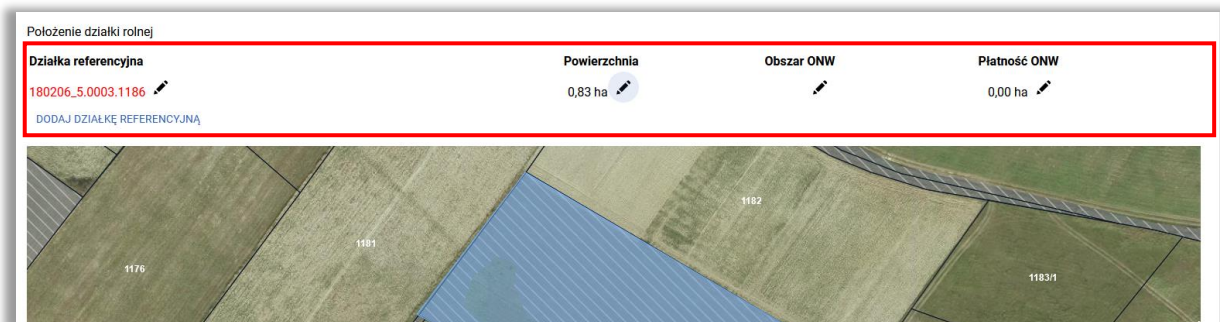 Położenie działki rolnej
Działka referencyjna Powierzchnia Obszar ONW Płatność ONW
180206_5.0003.1186 0,83 ha 0,00 ha
DODAJ DZIAŁKĘ REFERENCYJNĄ
1182
1181
1176
1183/1